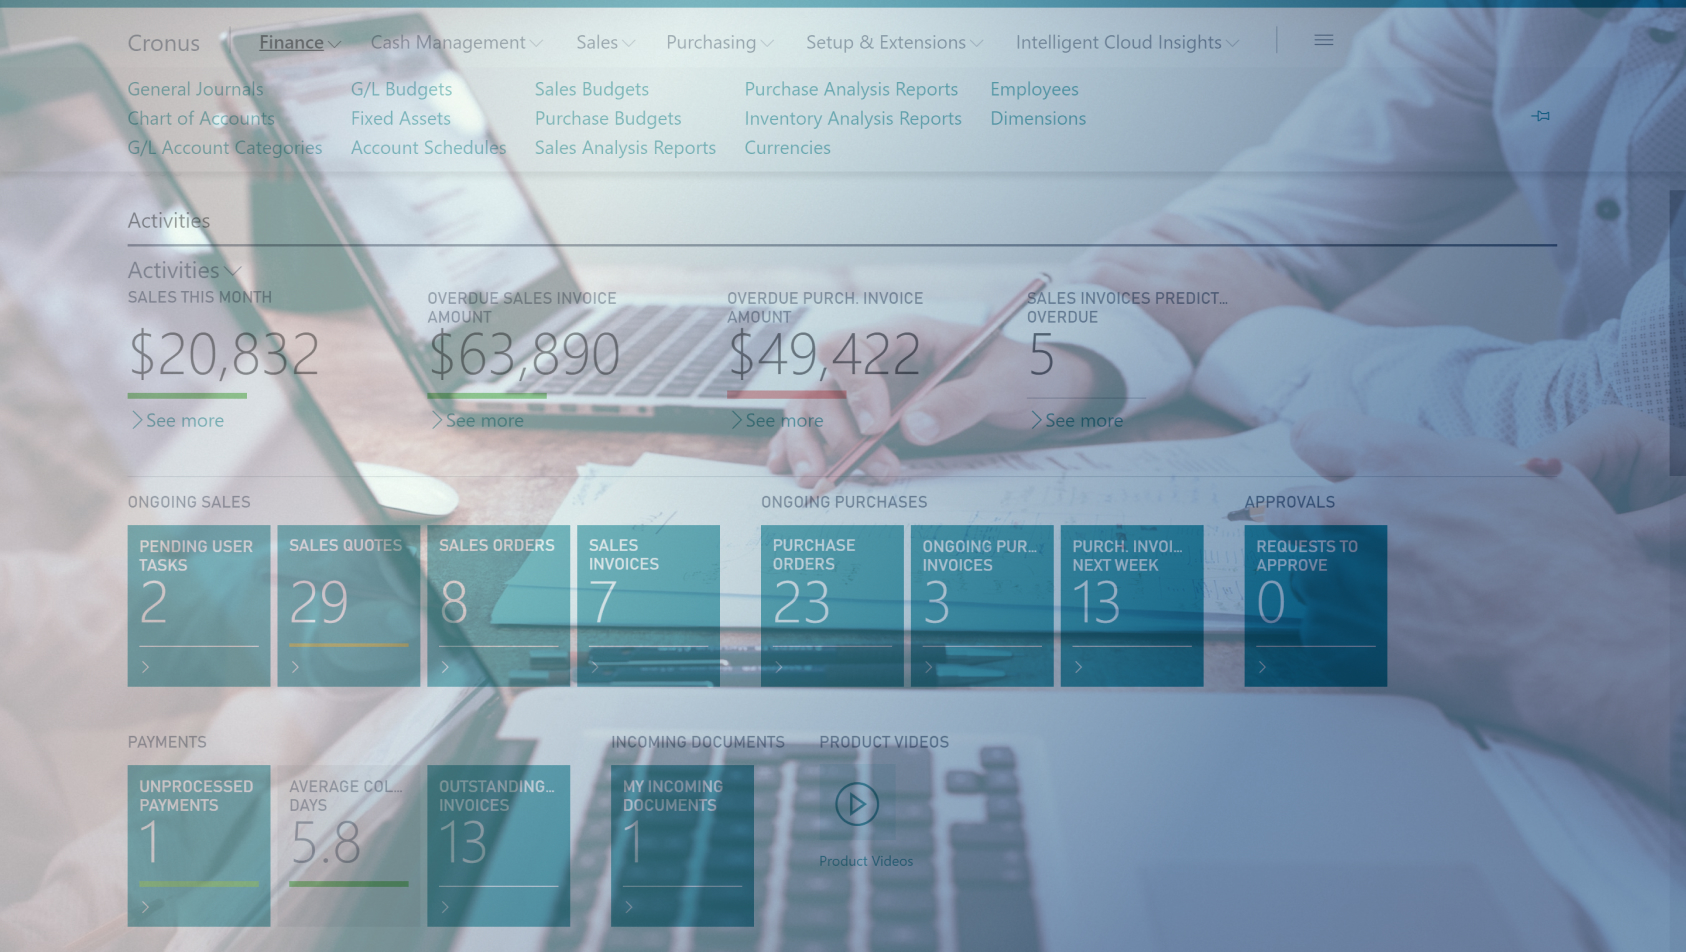 Cronus Finance Cash Management Sales Purchasing Setup & Extensions Intelligent Cloud Insights
General Journals G/L Budgets Sales Budgets Purchase Analysis Reports Employees
Chart of Accounts Fixed Assets Purchase Budgets Inventory Analysis Reports Dimensions
G/L Account Categories Account Schedules Sales Analysis Reports Currencies
Activities
Activities
SALES THIS MONTH
$20,832
See more
OVERDUE SALES INVOICE
AMOUNT
$63,890
See more
OVERDUE PURCH. INVOICE
AMOUNT
$49,422
See more
SALES INVOICES PREDICT...
OVERDUE
5
See more
ONGOING SALES
PENDING USER
TASKS
2
SALES QUOTES
29
SALES ORDERS
8
SALES
INVOICES
7
ONGOING PURCHASES
PURCHASE
ORDERS
23
ONGOING PUR...
INVOICES
3
PURCH. INVOI...
NEXT WEEK
13
APPROVALS
REQUESTS TO
APPROVE
0
PAYMENTS
UNPROCESSED
PAYMENTS
1
AVERAGE COL...
DAYS
5.8
OUTSTANDING...
INVOICES
13
INCOMING DOCUMENTS
MY INCOMING
DOCUMENTS
1
PRODUCT VIDEOS
Product Videos